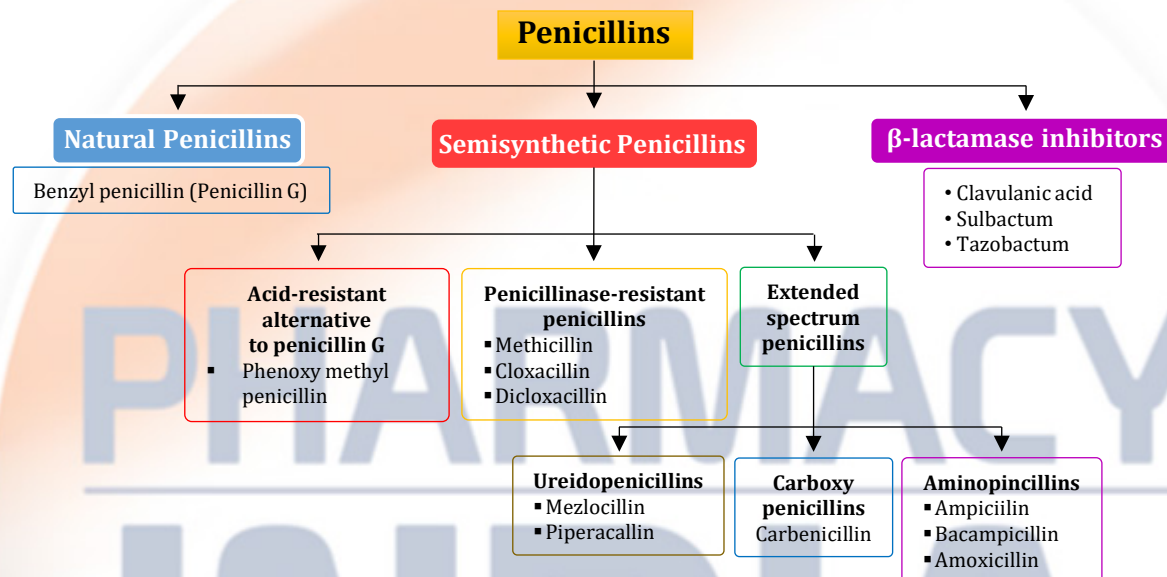 Penicillins
Natural Penicillins
Benzyl penicillin (Penicillin G)
Semisynthetic Penicillins
β-lactamase inhibitors
• Clavulanic acid
• Sulbactum
• Tazobactum
Acid-resistant
alternative
to penicillin G
▪ Phenoxy methyl
penicillin
Penicillinase-resistant
penicillins
▪ Methicillin
▪ Cloxacillin
▪ Dicloxacillin
Extended
spectrum
penicillins
Ureidopenicillins
▪ Mezlocillin
▪ Piperacallin
Carboxy
penicillins
Carbenicillin
Aminopincillins
▪ Ampiciilin
▪ Bacampicillin
▪ Amoxicillin
PHARMACY
INDIA